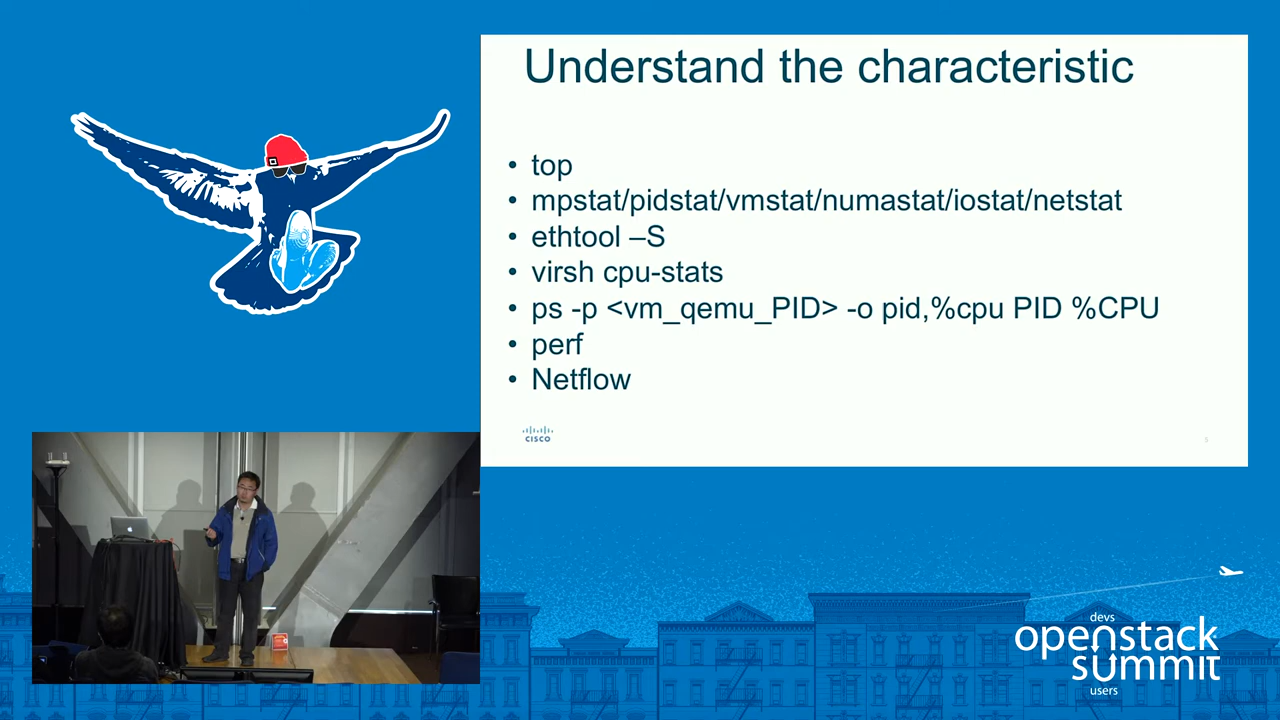 Understand the characteristic
• top
• mpstat/pidstat/vmstat/numastat/iostat/netstat
• ethtool –S
• virsh cpu-stats
• ps -p <vm_qemu_PID> -o pid,%cpu PID %CPU
• perf
• Netflow
CISCO
5
devs
openstack
summit
users